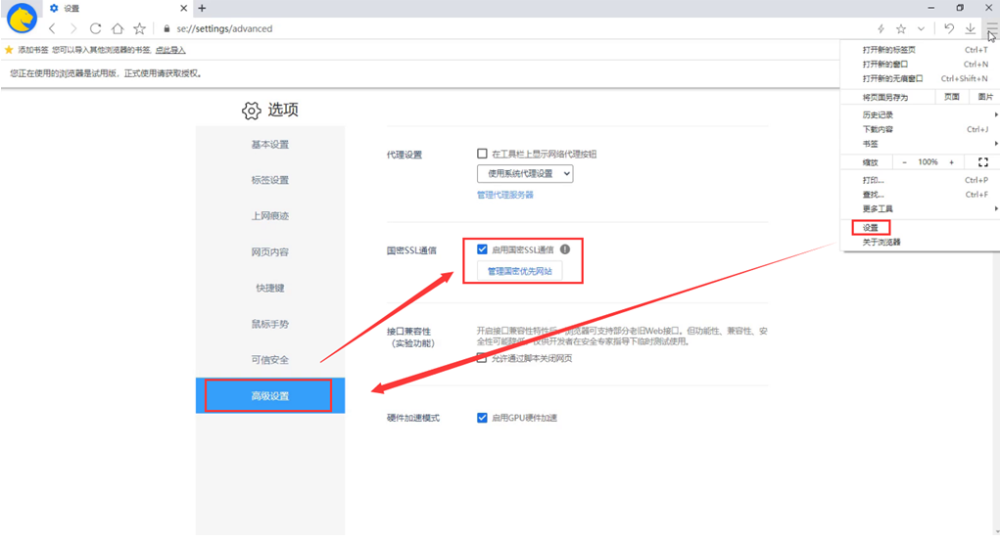 设置
se://settings/advanced
添加书签 您可以导入其他浏览器的书签, 点此导入
您正在使用的浏览器是试用版，正式使用请获取授权。
选项
基本设置
标签设置
上网痕迹
网页内容
快捷键
鼠标手势
可信安全
高级设置
代理设置
在工具栏上显示网络代理按钮
使用系统代理设置
管理代理服务器
国密SSL通信
启用国密SSL通信
管理国密优先网站
接口兼容性
（实验功能）
开启接口兼容性特性后，浏览器可支持部分老旧Web接口。但功能性、兼容性、安
全性可能降低，仅供开发者在安全专家指导下临时测试使用。
允许通过脚本关闭网页
硬件加速模式
启用GPU硬件加速
打开新的标签页 Ctrl+T
打开新的窗口 Ctrl+N
打开新的无痕窗口 Ctrl+Shift+N
将页面另存为 页面 图片
历史记录
下载内容 Ctrl+J
书签
缩放 - 100% +
打印... Ctrl+P
查找... Ctrl+F
更多工具
设置
关于浏览器